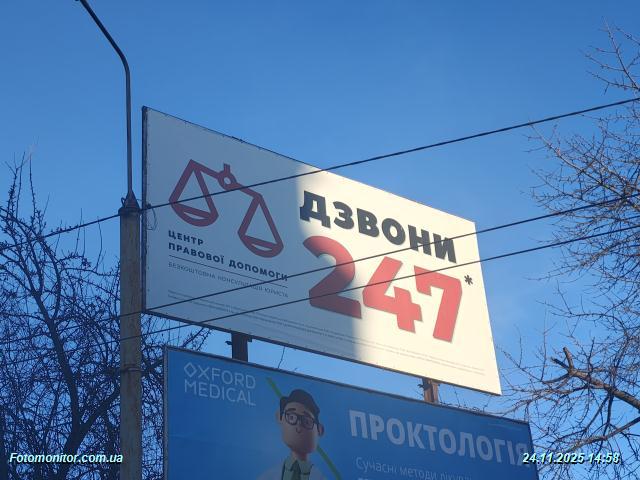 ЦЕНТР
ПРАВОВОЇ ДОПОМОГИ
БЕЗКОШТОВНА КОНСУЛЬТАЦІЯ ЮРИСТА
ДЗВОНИ
247*
OXFORD
MEDICAL
ПРОКТОЛОГІЯ
Сучасні методи
Fotomonitor.com.ua
24.11.2025 14:58